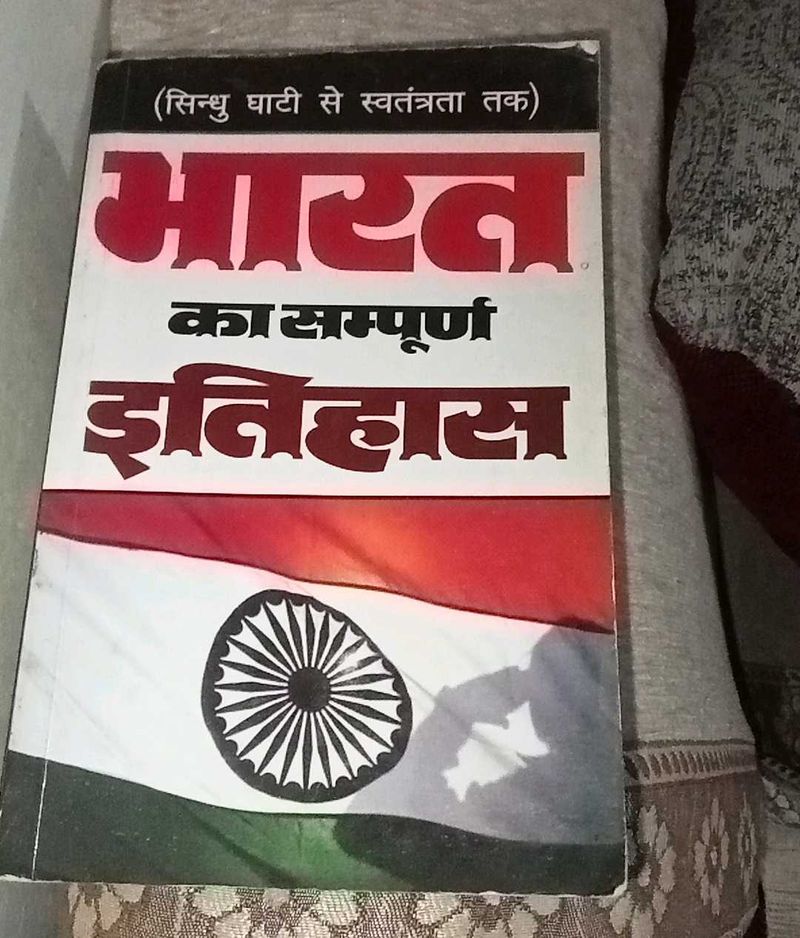 (सिन्धु घाटी से स्वतंत्रता तक)
भारत
का सम्पूर्ण
इतिहास